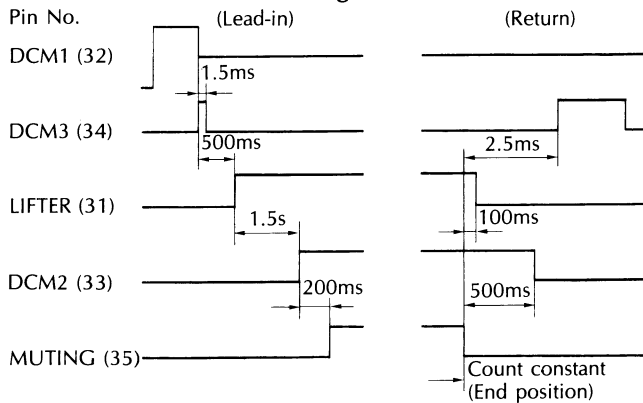 Pin No.
(Lead-in)
(Return)
DCM1 (32)
1.5ms
DCM3 (34)
500ms
2.5ms
LIFTER (31)
1.5s
100ms
DCM2 (33)
200ms
500ms
MUTING (35)
Count constant
(End position)